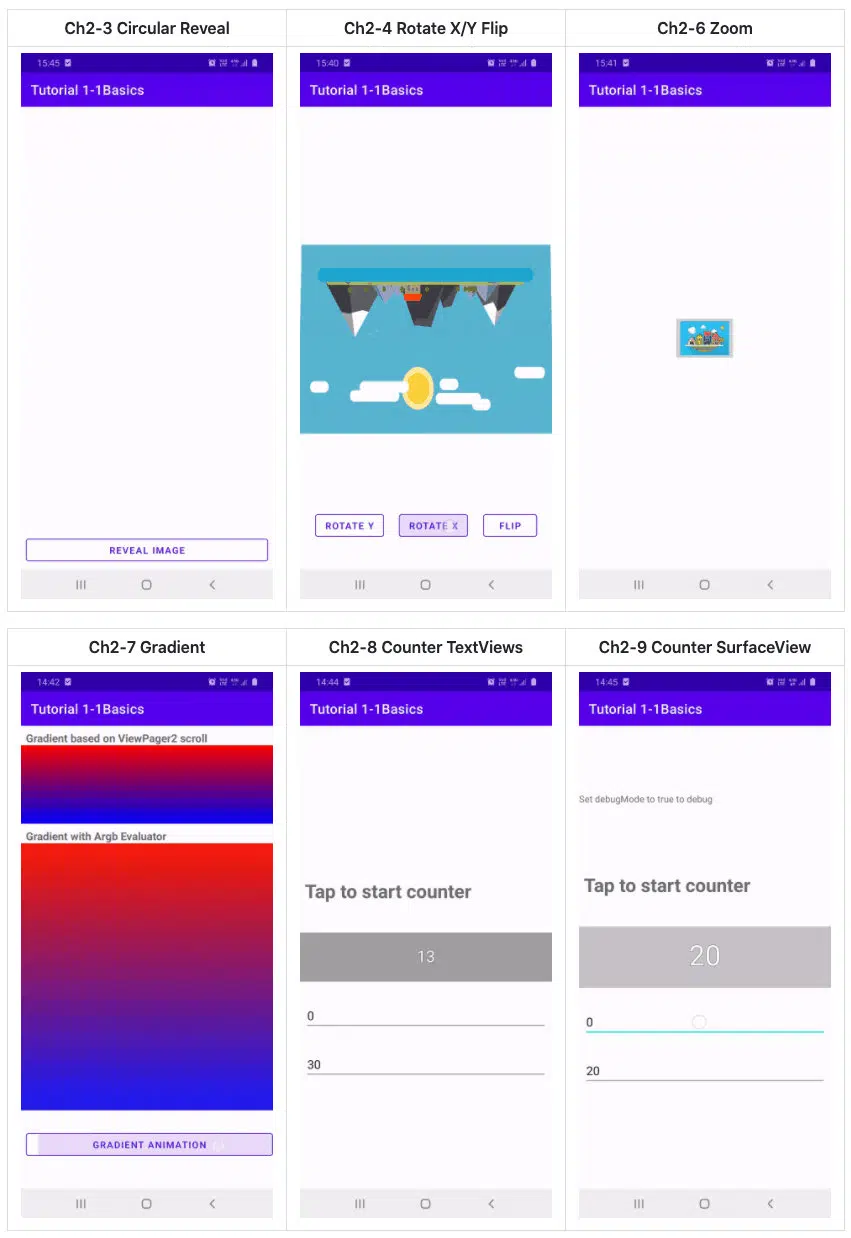 Ch2-3 Circular Reveal
Ch2-4 Rotate X/Y Flip
Ch2-6 Zoom
15:45
15:40
15:41
Tutorial 1-1Basics
Tutorial 1-1Basics
Tutorial 1-1Basics
ROTATE Y
ROTATE X
FLIP
REVEAL IMAGE
Ch2-7 Gradient
Ch2-8 Counter TextViews
Ch2-9 Counter SurfaceView
14:42
14:44
14:45
Tutorial 1-1Basics
Tutorial 1-1Basics
Tutorial 1-1Basics
Gradient based on ViewPager2 scroll
Gradient with Argb Evaluator
GRADIENT ANIMATION
Tap to start counter
13
0
30
Set debugMode to true to debug
Tap to start counter
20
0
20